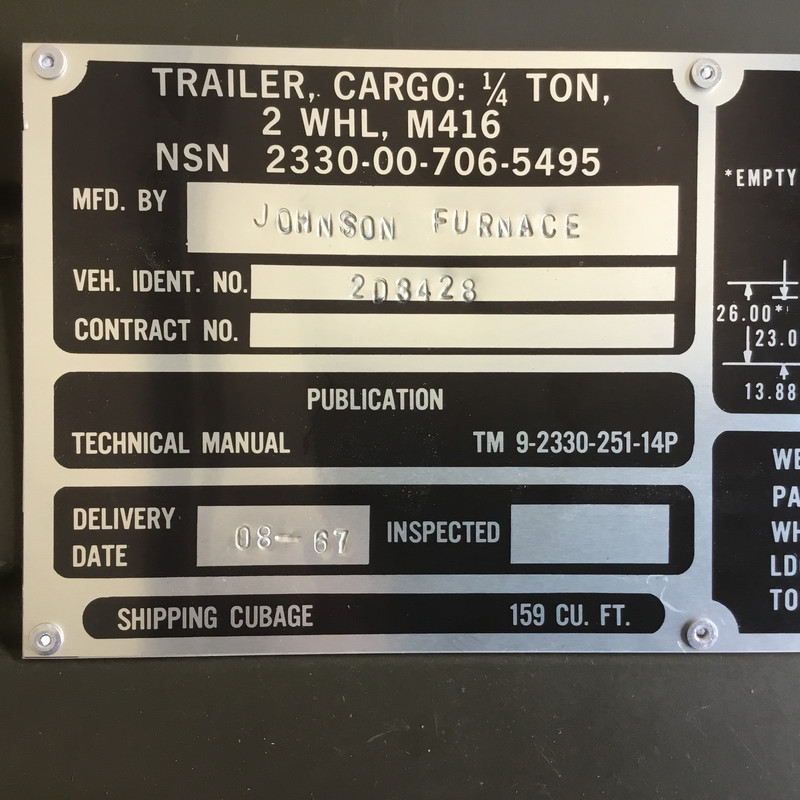 TRAILER, CARGO: ¼ TON,
2 WHL, M416
NSN 2330-00-706-5495
MFD. BY JOHNSON FURNACE
VEH. IDENT. NO. 2D3428
CONTRACT NO.
PUBLICATION
TECHNICAL MANUAL TM 9-2330-251-14P
DELIVERY DATE 08-67 INSPECTED
SHIPPING CUBAGE 159 CU. FT.
*EMPTY
26.00*
23.0
13.88
WE
PA
WH
TO